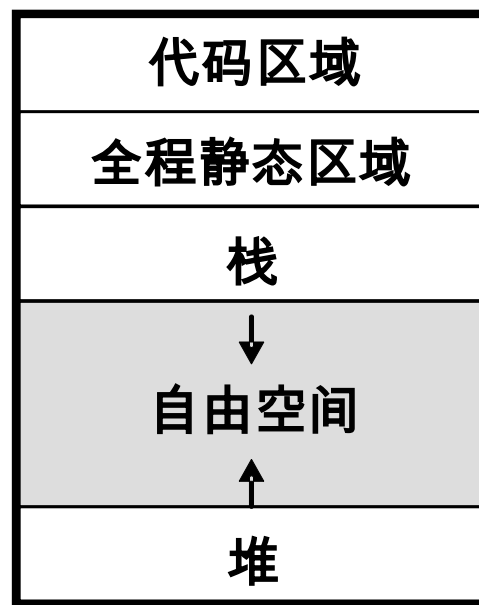 代码区域
全程静态区域
栈
自由空间
堆